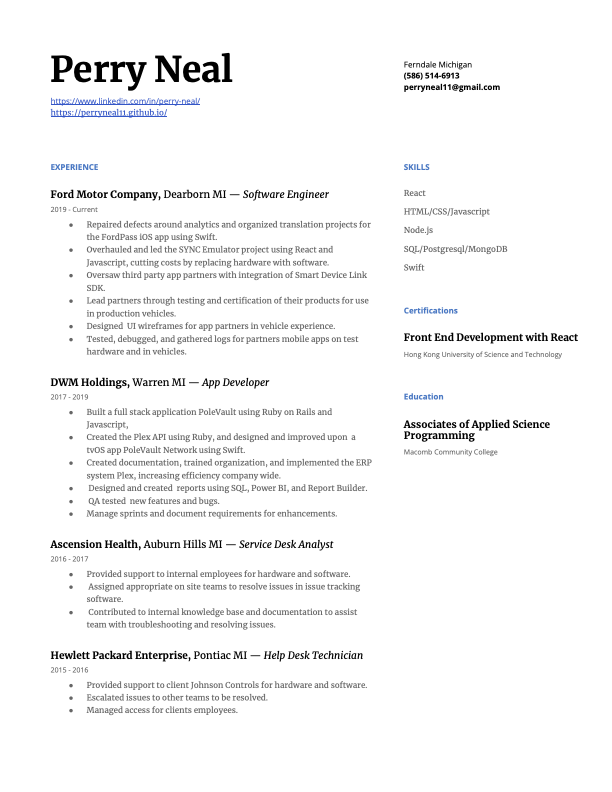 Perry Neal
https://www.linkedin.com/in/perry-neal/
https://perryneal11.github.io/
Ferndale Michigan
(586) 514-6913
perryneal11@gmail.com
EXPERIENCE
Ford Motor Company, Dearborn MI — Software Engineer
2019 - Current
● Repaired defects around analytics and organized translation projects for
the FordPass iOS app using Swift.
● Overhauled and led the SYNC Emulator project using React and
Javascript, cutting costs by replacing hardware with software.
● Oversaw third party app partners with integration of Smart Device Link
SDK.
● Lead partners through testing and certification of their products for use
in production vehicles.
● Designed UI wireframes for app partners in vehicle experience.
● Tested, debugged, and gathered logs for partners mobile apps on test
hardware and in vehicles.
DWM Holdings, Warren MI — App Developer
2017 - 2019
● Built a full stack application PoleVault using Ruby on Rails and
Javascript,
● Created the Plex API using Ruby, and designed and improved upon a
tvOS app PoleVault Network using Swift.
● Created documentation, trained organization, and implemented the ERP
system Plex, increasing efficiency company wide.
● Designed and created reports using SQL, Power BI, and Report Builder.
● QA tested new features and bugs.
● Manage sprints and document requirements for enhancements.
Ascension Health, Auburn Hills MI — Service Desk Analyst
2016 - 2017
● Provided support to internal employees for hardware and software.
● Assigned appropriate on site teams to resolve issues in issue tracking
software.
● Contributed to internal knowledge base and documentation to assist
team with troubleshooting and resolving issues.
Hewlett Packard Enterprise, Pontiac MI — Help Desk Technician
2015 - 2016
● Provided support to client Johnson Controls for hardware and software.
● Escalated issues to other teams to be resolved.
● Managed access for clients employees.
SKILLS
React
HTML/CSS/Javascript
Node.js
SQL/Postgresql/MongoDB
Swift
Certifications
Front End Development with React
Hong Kong University of Science and Technology
Education
Associates of Applied Science
Programming
Macomb Community College